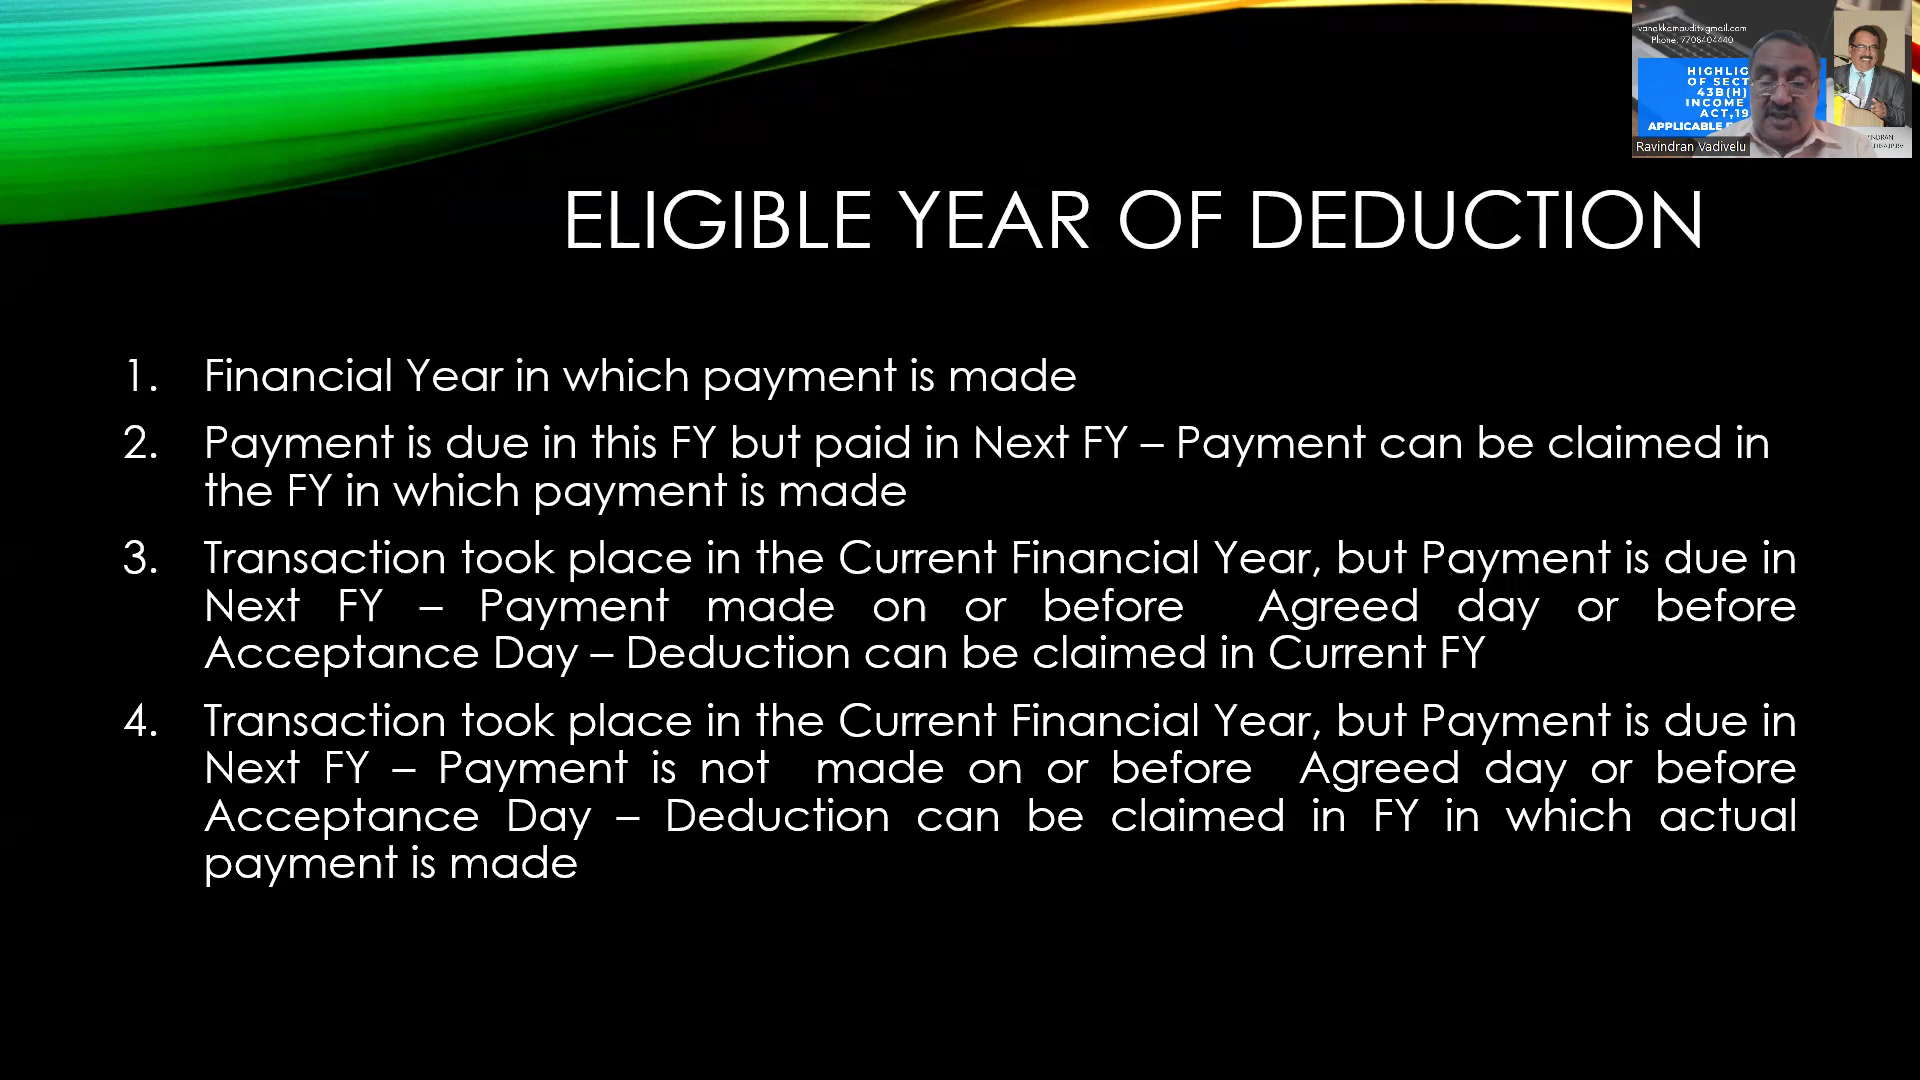 vanakkamaudit@gmail.com
Phone: 7708404440
HIGHLIG
OF SECT
43B(H)
INCOME
ACT,19
APPLICABLE F
Ravindran Vadivelu
ELIGIBLE YEAR OF DEDUCTION
1. Financial Year in which payment is made
2. Payment is due in this FY but paid in Next FY – Payment can be claimed in
the FY in which payment is made
3. Transaction took place in the Current Financial Year, but Payment is due in
Next FY – Payment made on or before Agreed day or before
Acceptance Day – Deduction can be claimed in Current FY
4. Transaction took place in the Current Financial Year, but Payment is due in
Next FY – Payment is not made on or before Agreed day or before
Acceptance Day – Deduction can be claimed in FY in which actual
payment is made